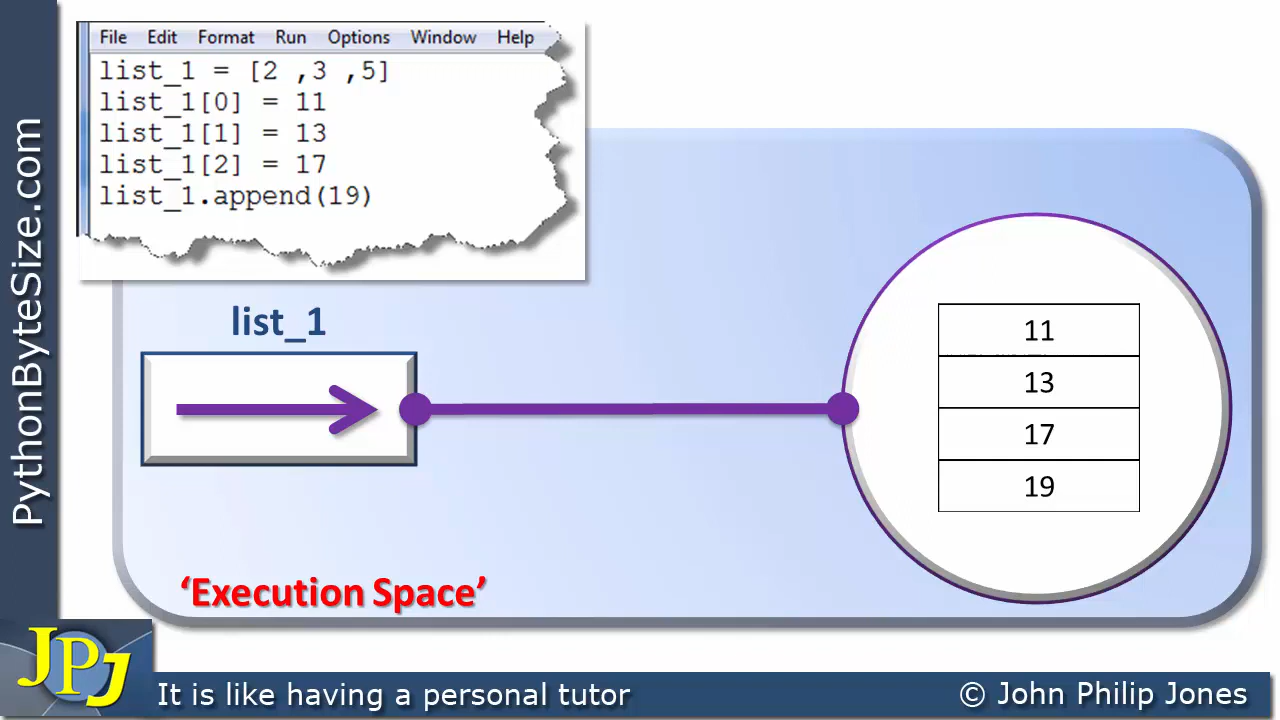 File Edit Format Run Options Window Help
list_1 = [2 ,3 ,5]
list_1[0] = 11
list_1[1] = 13
list_1[2] = 17
list_1.append(19)
PythonByteSize.com
list_1
11
13
17
19
‘Execution Space’
JPJ
It is like having a personal tutor
© John Philip Jones